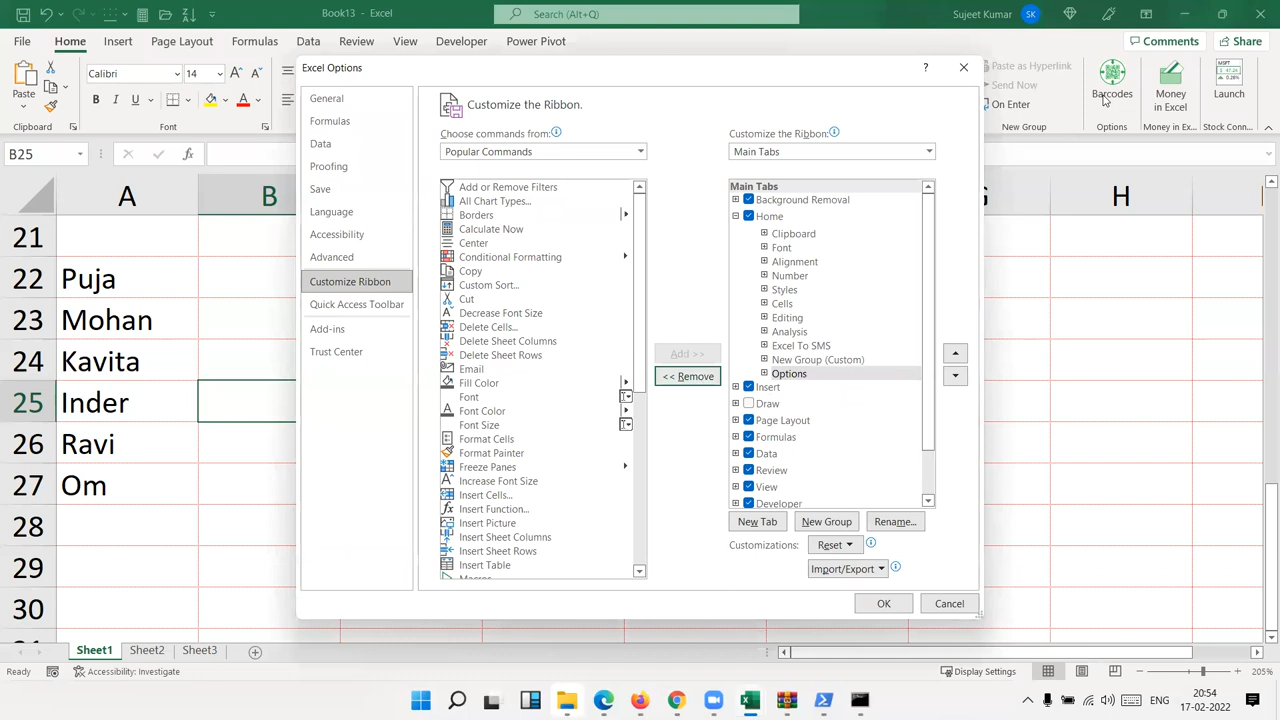 Book13 - Excel
Search (Alt+Q)
Sujeet Kumar
SK
File
Home
Insert
Page Layout
Formulas
Data
Review
View
Developer
Power Pivot
Comments
Share
Paste
Calibri
14
B I U
Clipboard
Font
Paste as Hyperlink
Send Now
On Enter
New Group
Barcodes
Options
Money in Excel
Money in Ex...
Launch
Stock Conn...
B25
fx
Excel Options
General
Formulas
Data
Proofing
Save
Language
Accessibility
Advanced
Customize Ribbon
Quick Access Toolbar
Add-ins
Trust Center
Customize the Ribbon.
Choose commands from:
Popular Commands
Add or Remove Filters
All Chart Types...
Borders
Calculate Now
Center
Conditional Formatting
Copy
Custom Sort...
Cut
Decrease Font Size
Delete Cells...
Delete Sheet Columns
Delete Sheet Rows
Email
Fill Color
Font
Font Color
Font Size
Format Cells
Format Painter
Freeze Panes
Increase Font Size
Insert Cells...
Insert Function...
Insert Picture
Insert Sheet Columns
Insert Sheet Rows
Insert Table
Macros
Add >>
<< Remove
Customize the Ribbon:
Main Tabs
Main Tabs
Background Removal
Home
Clipboard
Font
Alignment
Number
Styles
Cells
Editing
Analysis
Excel To SMS
New Group (Custom)
Options
Insert
Draw
Page Layout
Formulas
Data
Review
View
Developer
New Tab
New Group
Rename...
Customizations:
Reset
Import/Export
OK
Cancel
A B H
21
22 Puja
23 Mohan
24 Kavita
25 Inder
26 Ravi
27 Om
28
29
30
Sheet1
Sheet2
Sheet3
Ready
Accessibility: Investigate
Display Settings
205%
ENG
20:54
17-02-2022